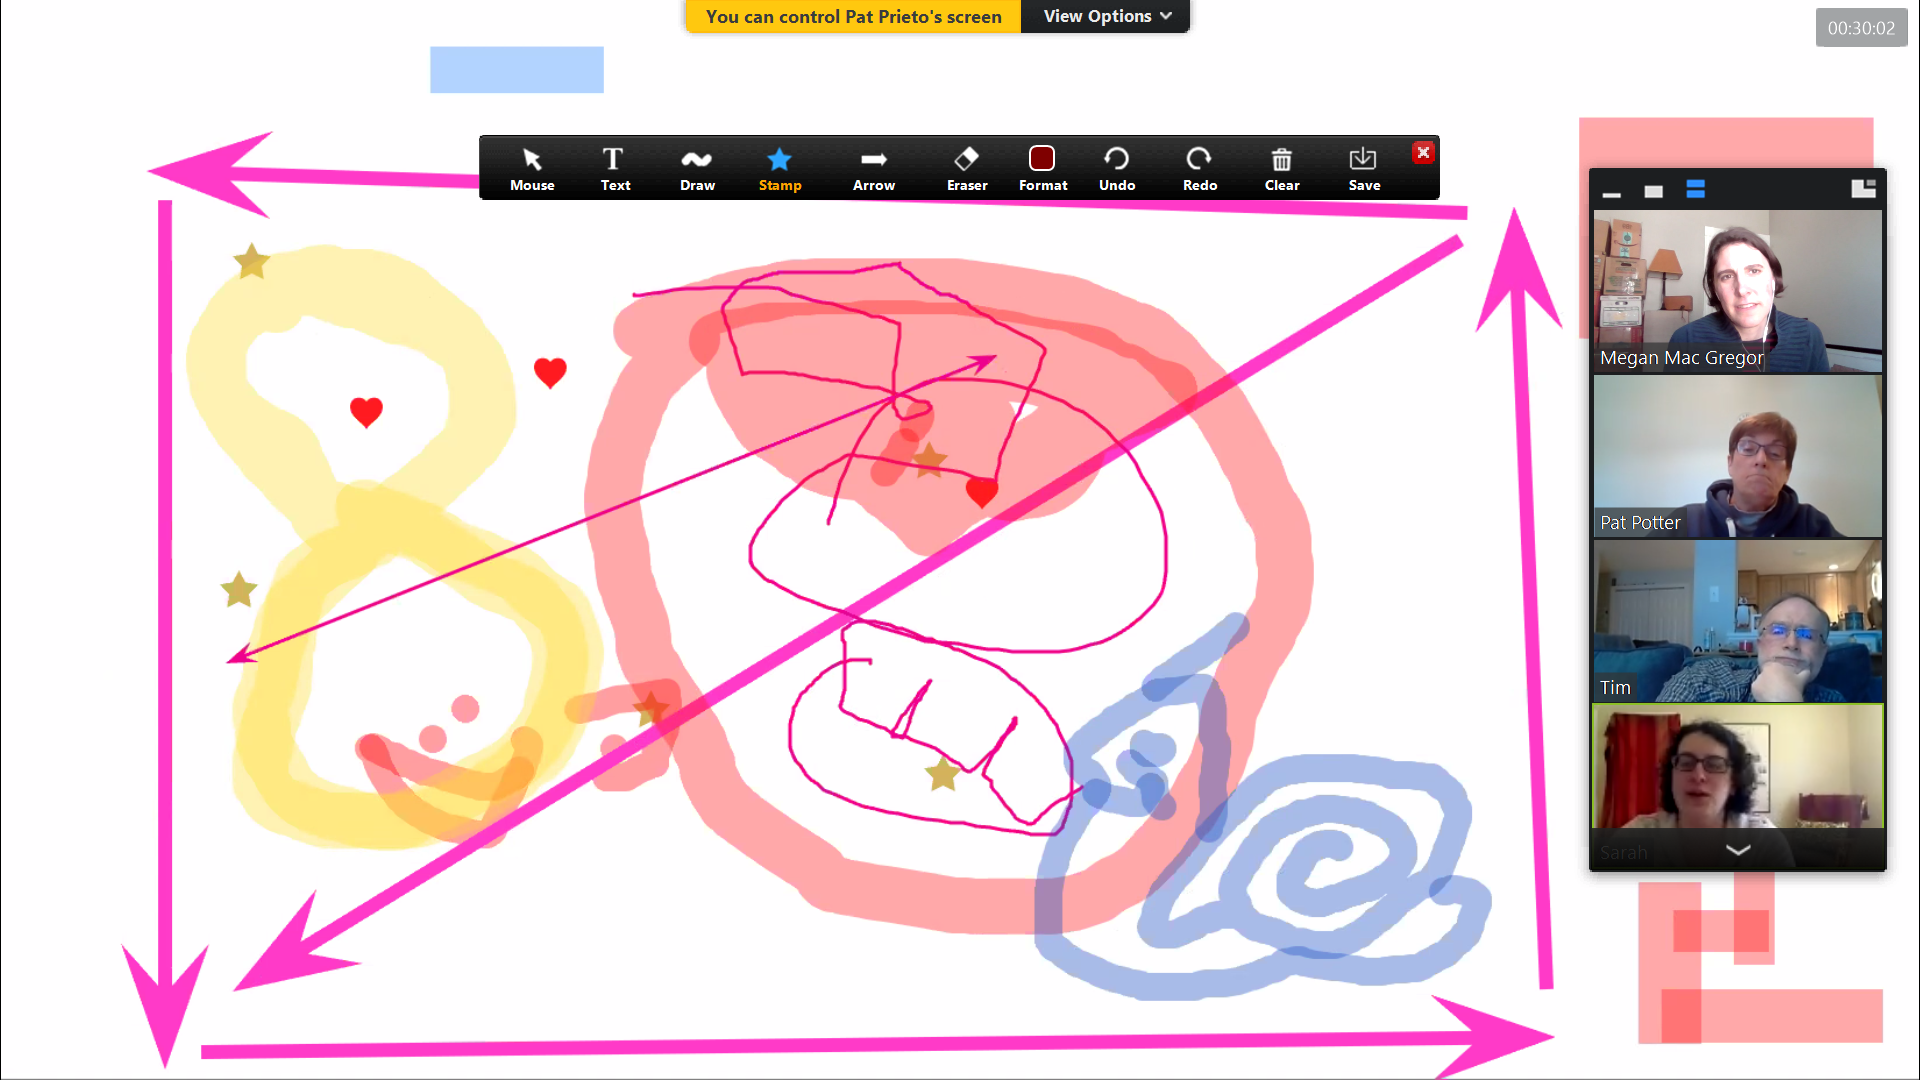 You can control Pat Prieto's screen View Options
00:30:02
Mouse Text Draw Stamp Arrow Eraser Format Undo Redo Clear Save
Megan Mac Gregor
Pat Potter
Tim
Sarah